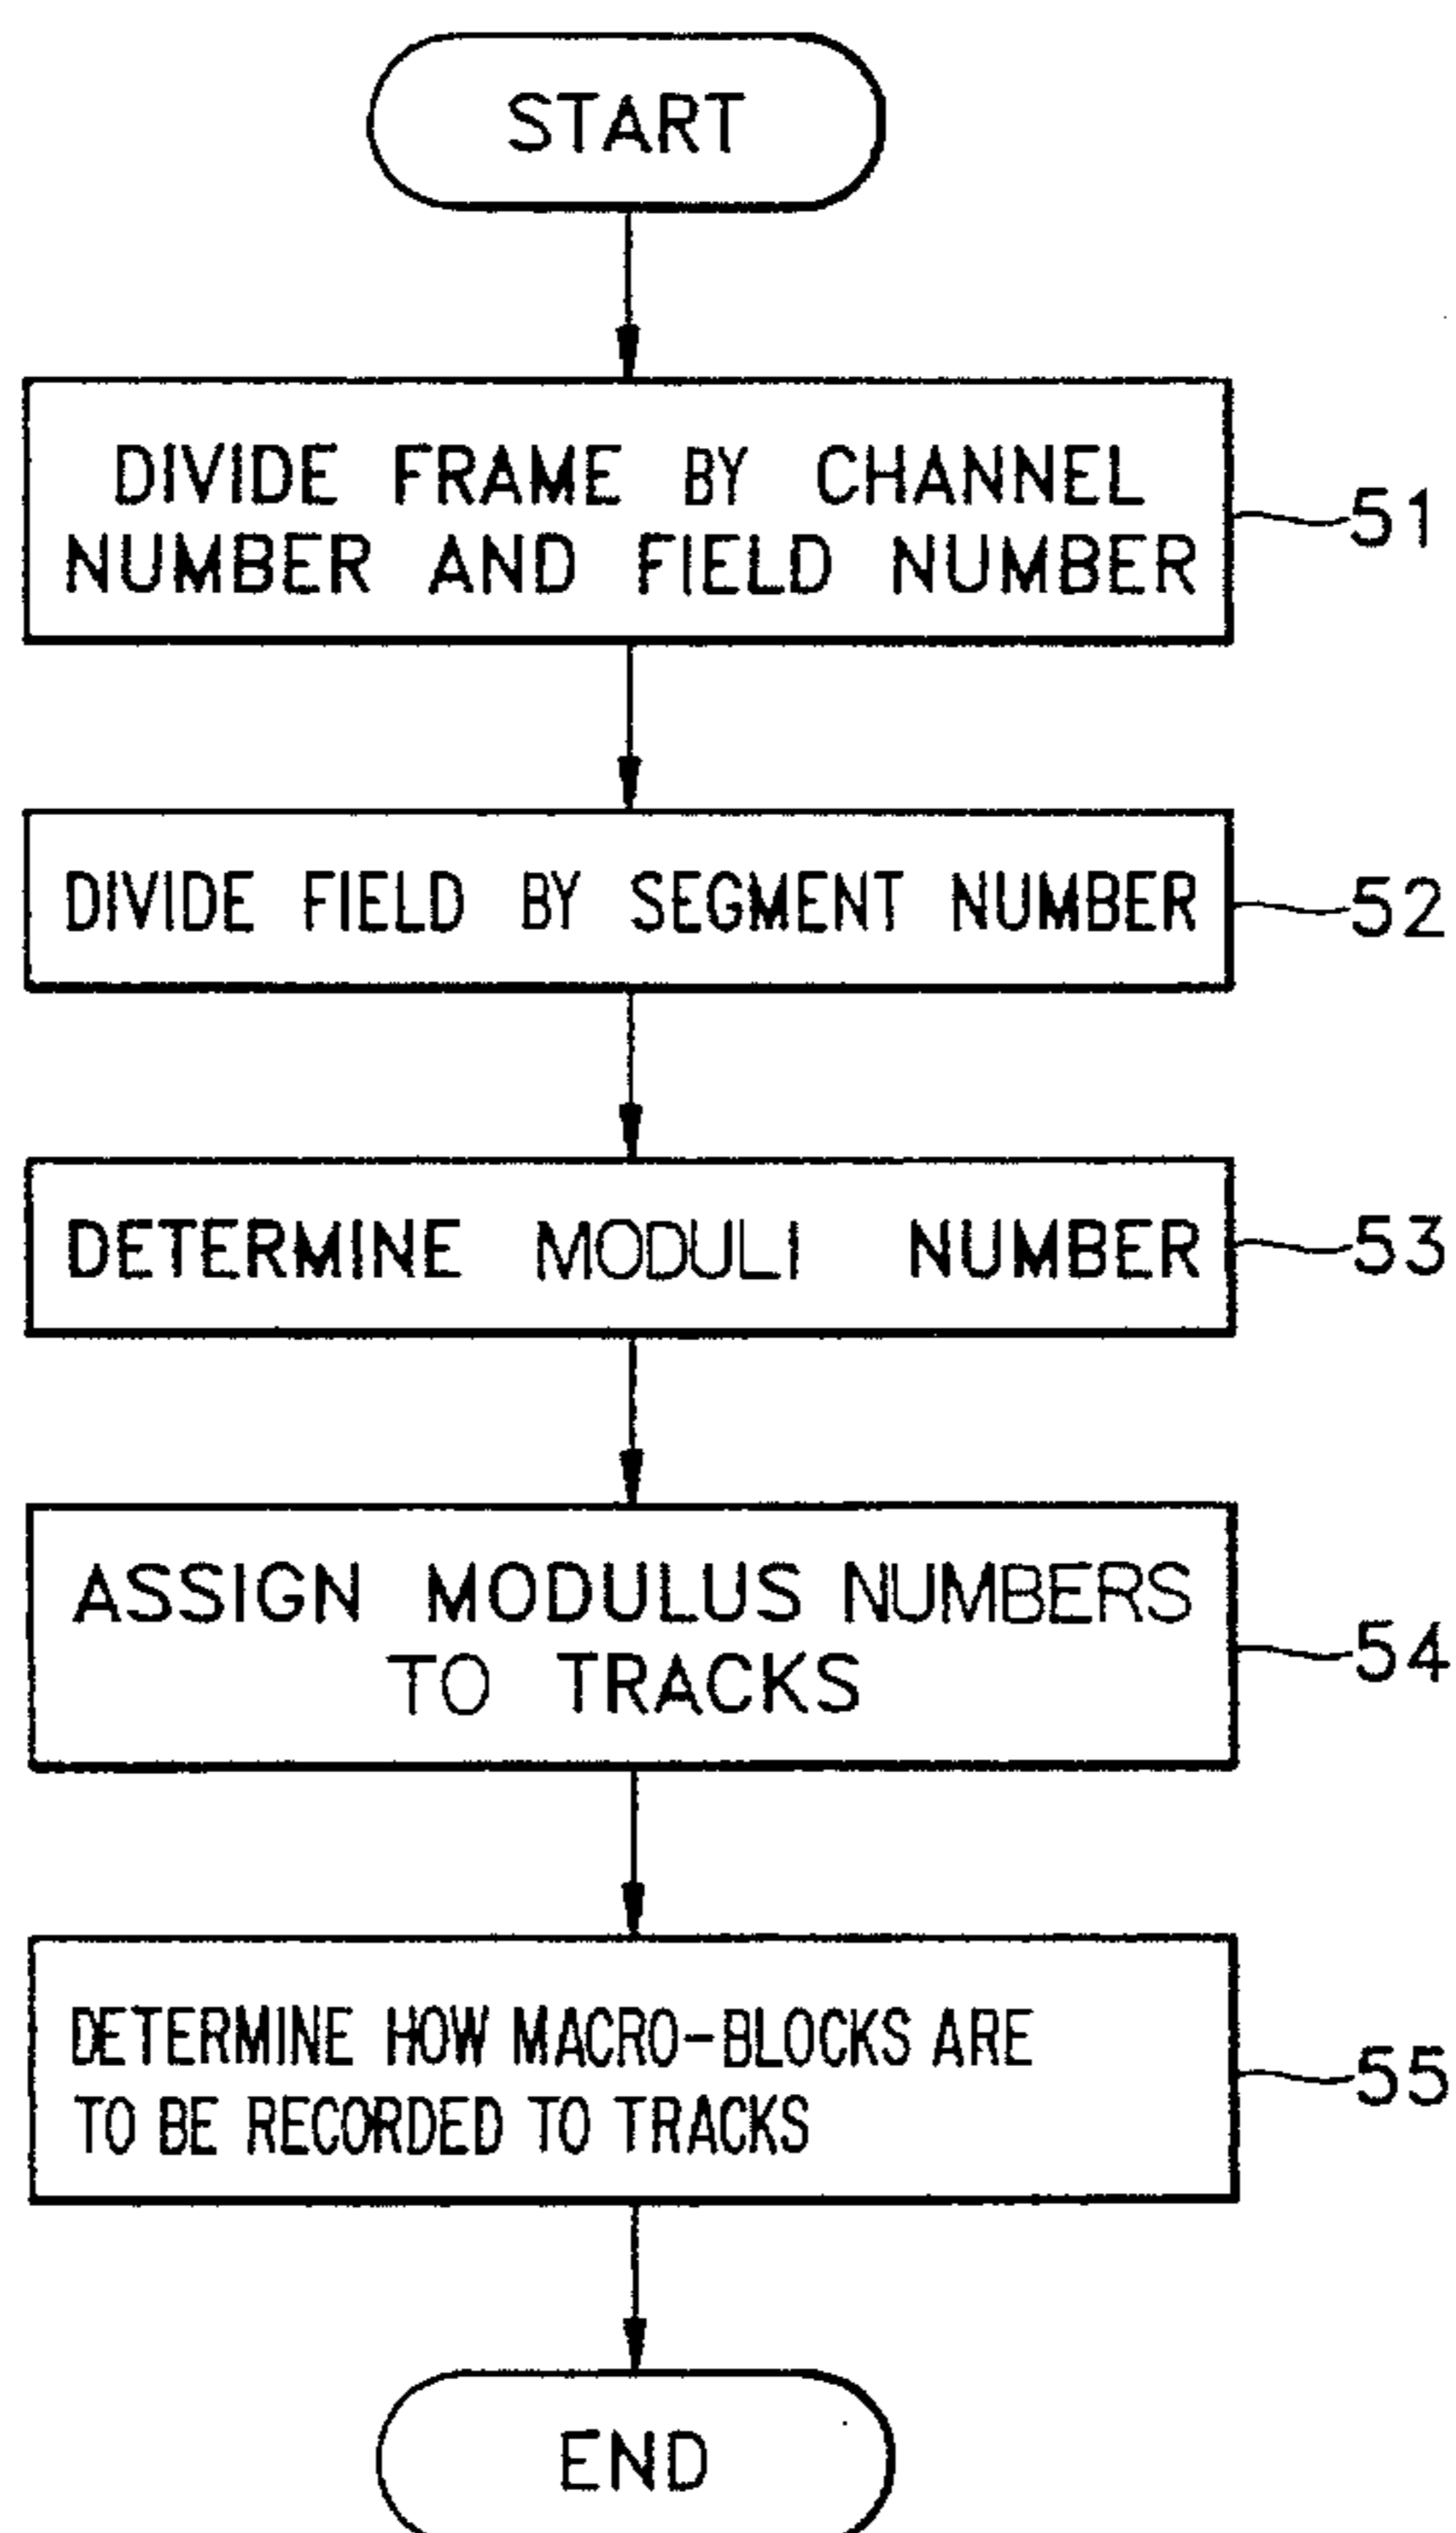 START
DIVIDE FRAME BY CHANNEL
NUMBER AND FIELD NUMBER
51
DIVIDE FIELD BY SEGMENT NUMBER
52
DETERMINE MODULI NUMBER
53
ASSIGN MODULUS NUMBERS
TO TRACKS
54
DETERMINE HOW MACRO-BLOCKS ARE
TO BE RECORDED TO TRACKS
55
END